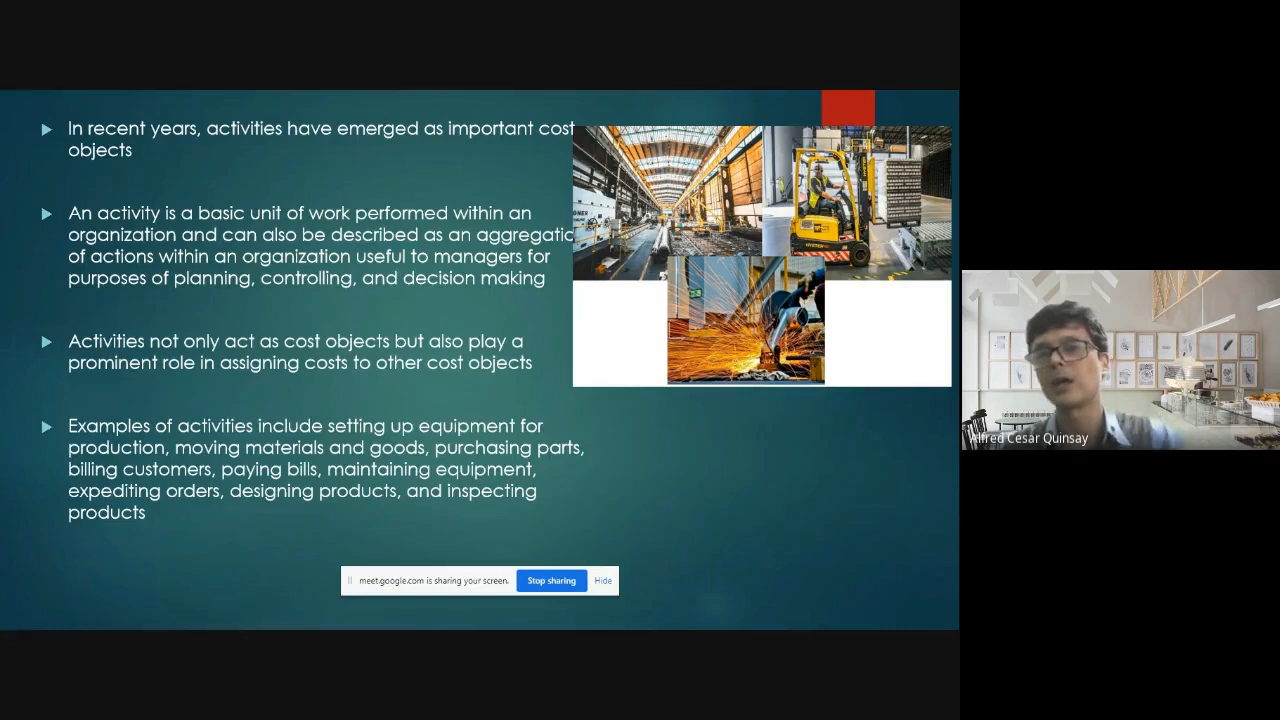 In recent years, activities have emerged as important cost
objects
An activity is a basic unit of work performed within an
organization and can also be described as an aggregatio
of actions within an organization useful to managers for
purposes of planning, controlling, and decision making
Activities not only act as cost objects but also play a
prominent role in assigning costs to other cost objects
Examples of activities include setting up equipment for
production, moving materials and goods, purchasing parts,
billing customers, paying bills, maintaining equipment,
expediting orders, designing products, and inspecting
products
meet.google.com is sharing your screen.
Stop sharing
Hide
HYSTER
Alfred Cesar Quinsay